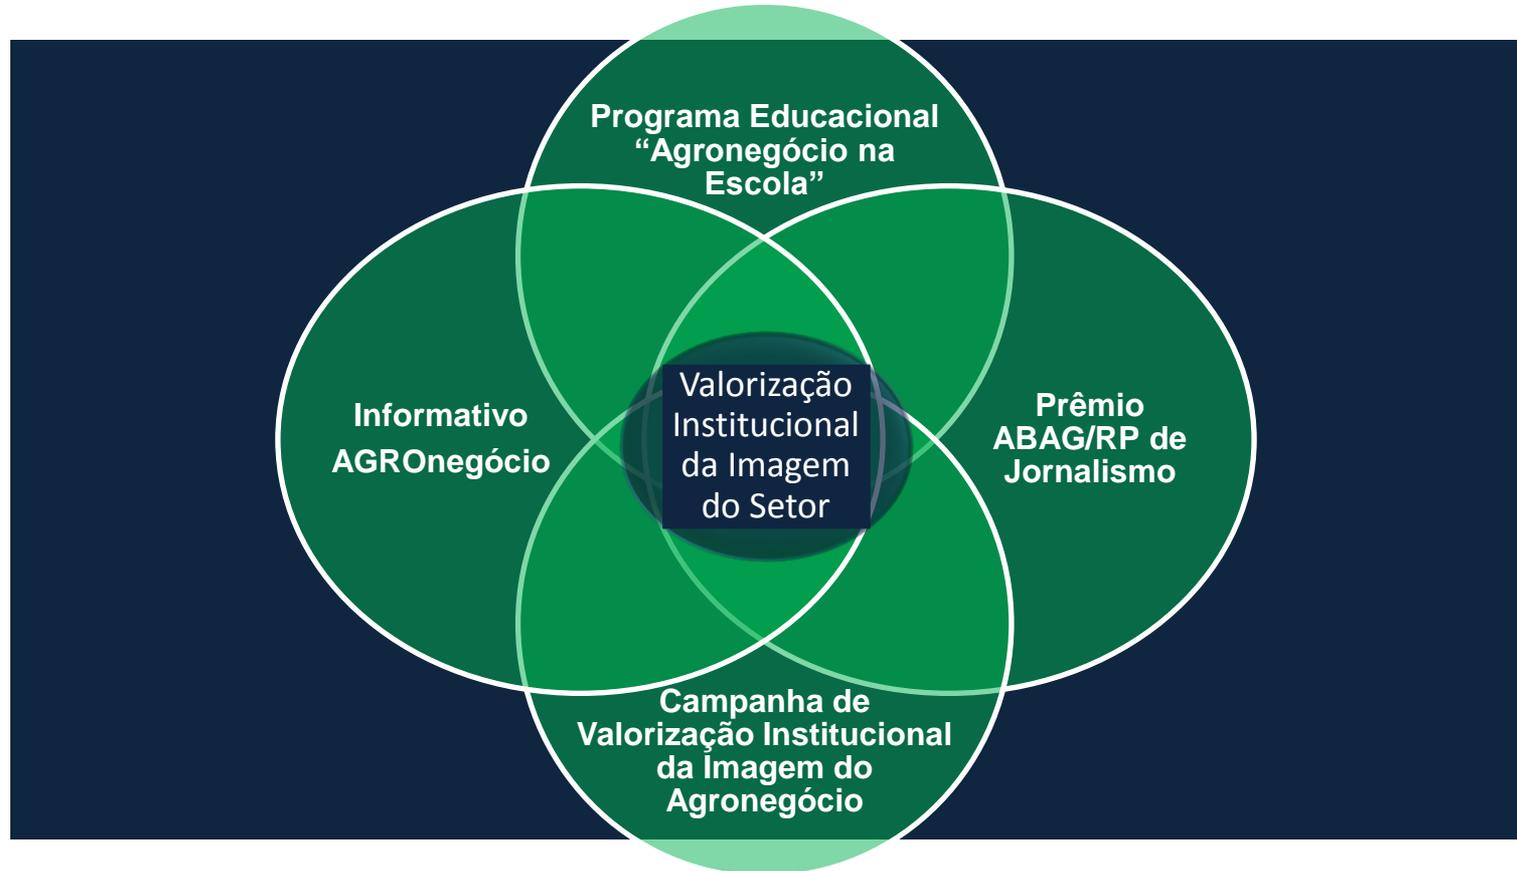 Programa Educacional
“Agronegócio na
Escola”
Informativo
AGROnegócio
Valorização
Institucional
da Imagem
do Setor
Prêmio
ABAG/RP de
Jornalismo
Campanha de
Valorização Institucional
da Imagem do
Agronegócio